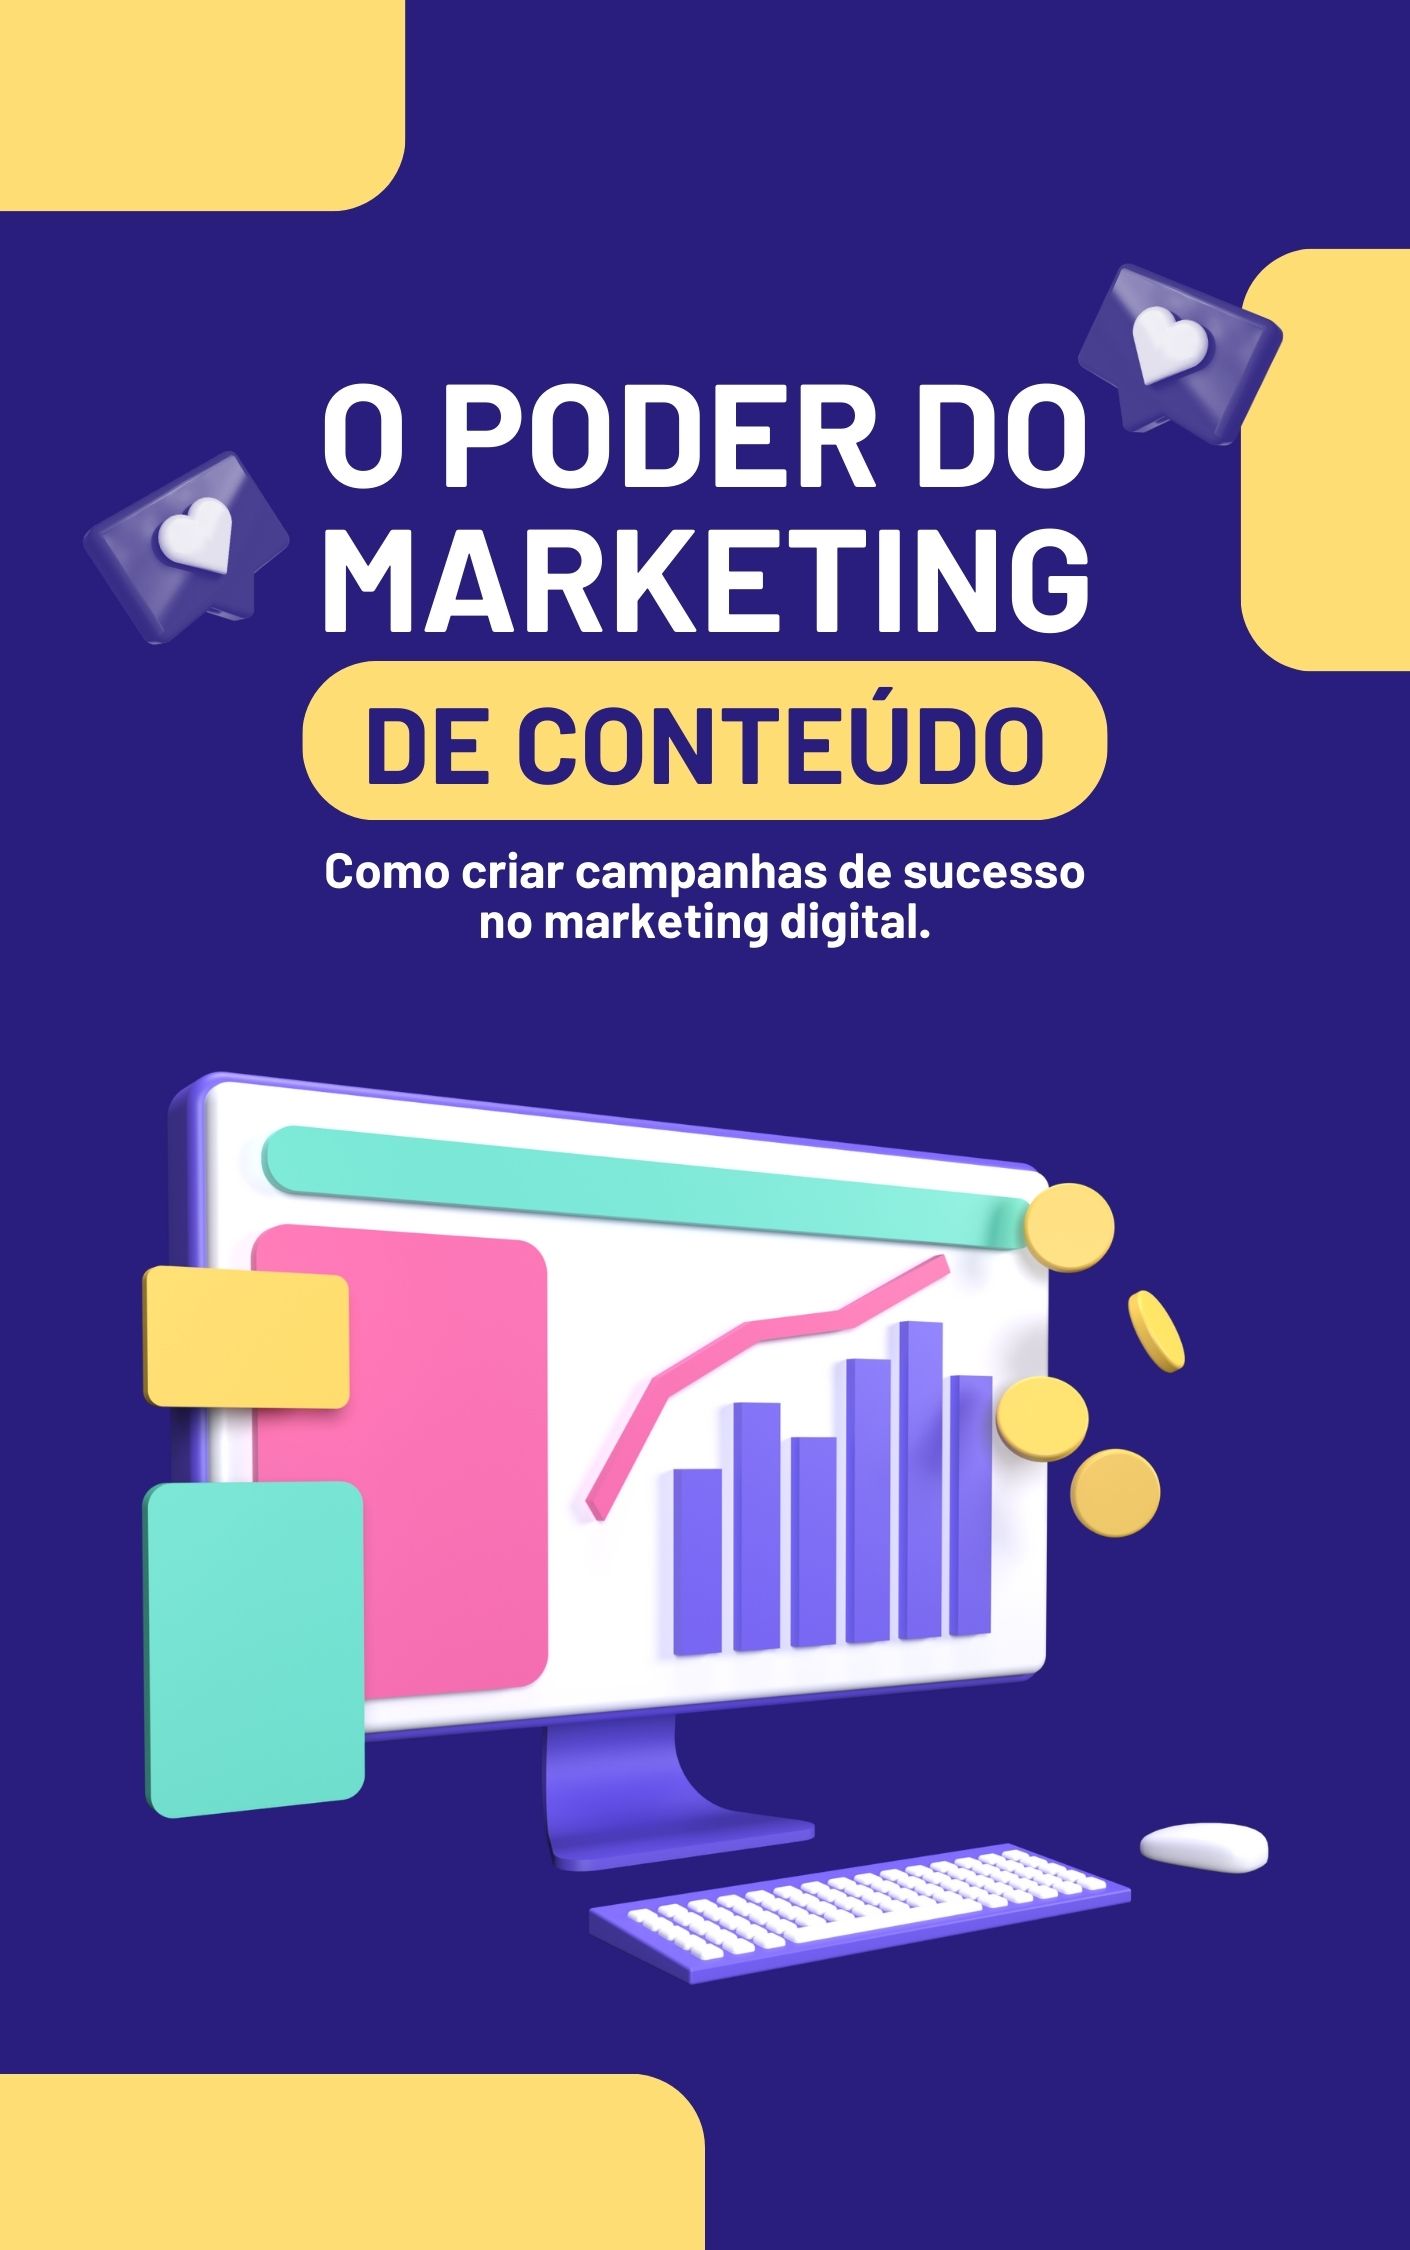 O PODER DO
MARKETING
DE CONTEÚDO
Como criar campanhas de sucesso
no marketing digital.